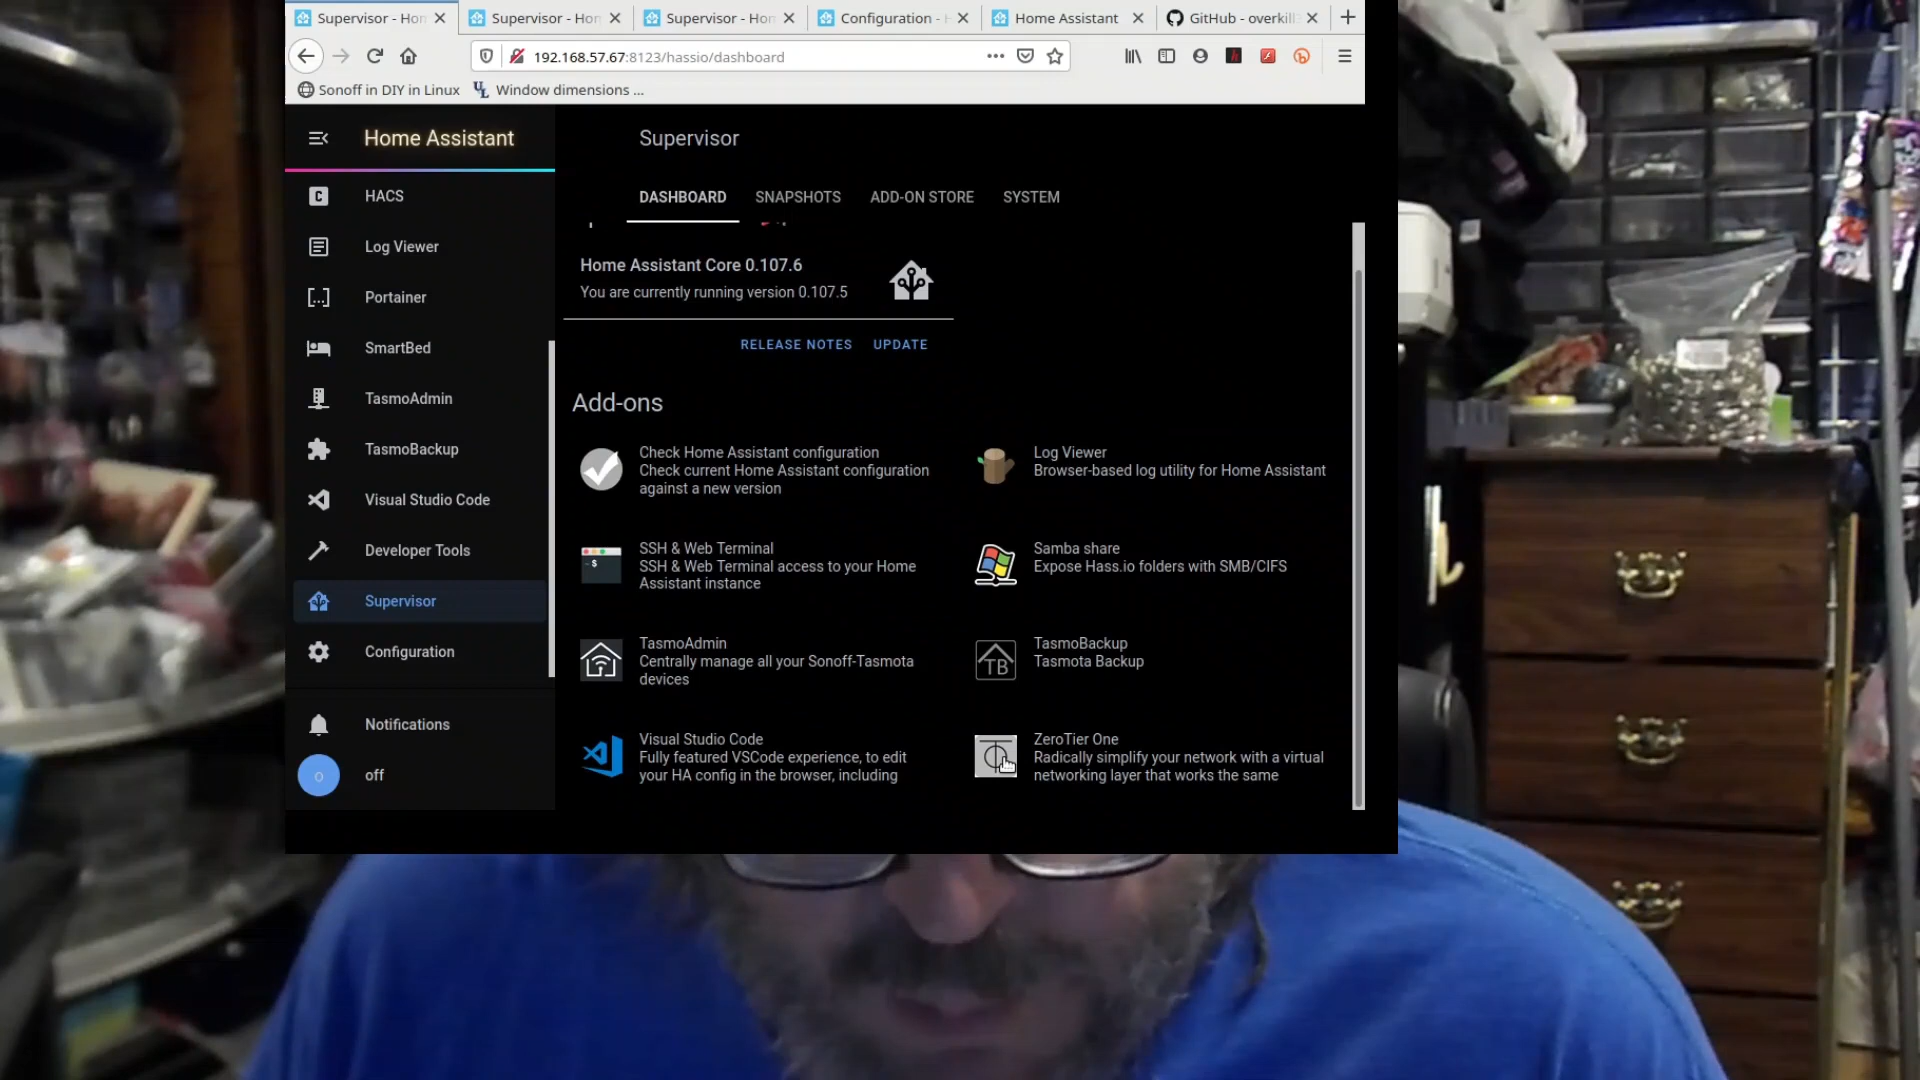 Supervisor - Hon
Supervisor - Hon
Supervisor - Hon
Configuration - H
Home Assistant
GitHub - overkill
192.168.57.67:8123/hassio/dashboard
Sonoff in DIY in Linux
UL Window dimensions ...
Home Assistant
Supervisor
DASHBOARD
SNAPSHOTS
ADD-ON STORE
SYSTEM
HACS
Log Viewer
Portainer
SmartBed
TasmoAdmin
TasmoBackup
Visual Studio Code
Developer Tools
Supervisor
Configuration
Notifications
o
off
Home Assistant Core 0.107.6
You are currently running version 0.107.5
RELEASE NOTES
UPDATE
Add-ons
Check Home Assistant configuration
Check current Home Assistant configuration
against a new version
Log Viewer
Browser-based log utility for Home Assistant
SSH & Web Terminal
SSH & Web Terminal access to your Home
Assistant instance
Samba share
Expose Hass.io folders with SMB/CIFS
TasmoAdmin
Centrally manage all your Sonoff-Tasmota
devices
TB
TasmoBackup
Tasmota Backup
Visual Studio Code
Fully featured VSCode experience, to edit
your HA config in the browser, including
ZeroTier One
Radically simplify your network with a virtual
networking layer that works the same